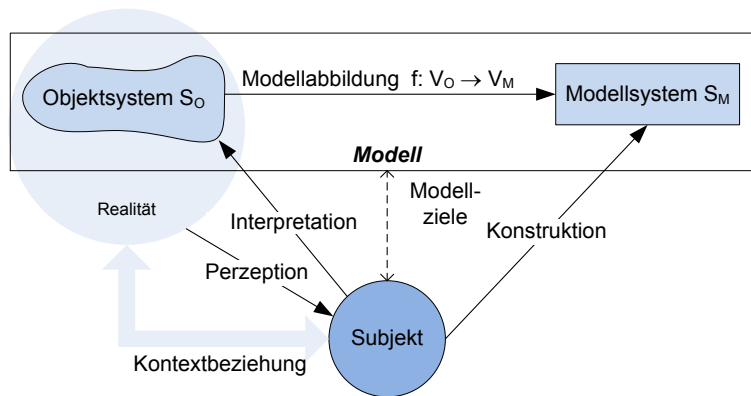 Modellabbildung f: V_O → V_M
Objektsystem S_O
Modellsystem S_M
Modell
Modell-
ziele
Realität
Interpretation
Konstruktion
Perzeption
Subjekt
Kontextbeziehung